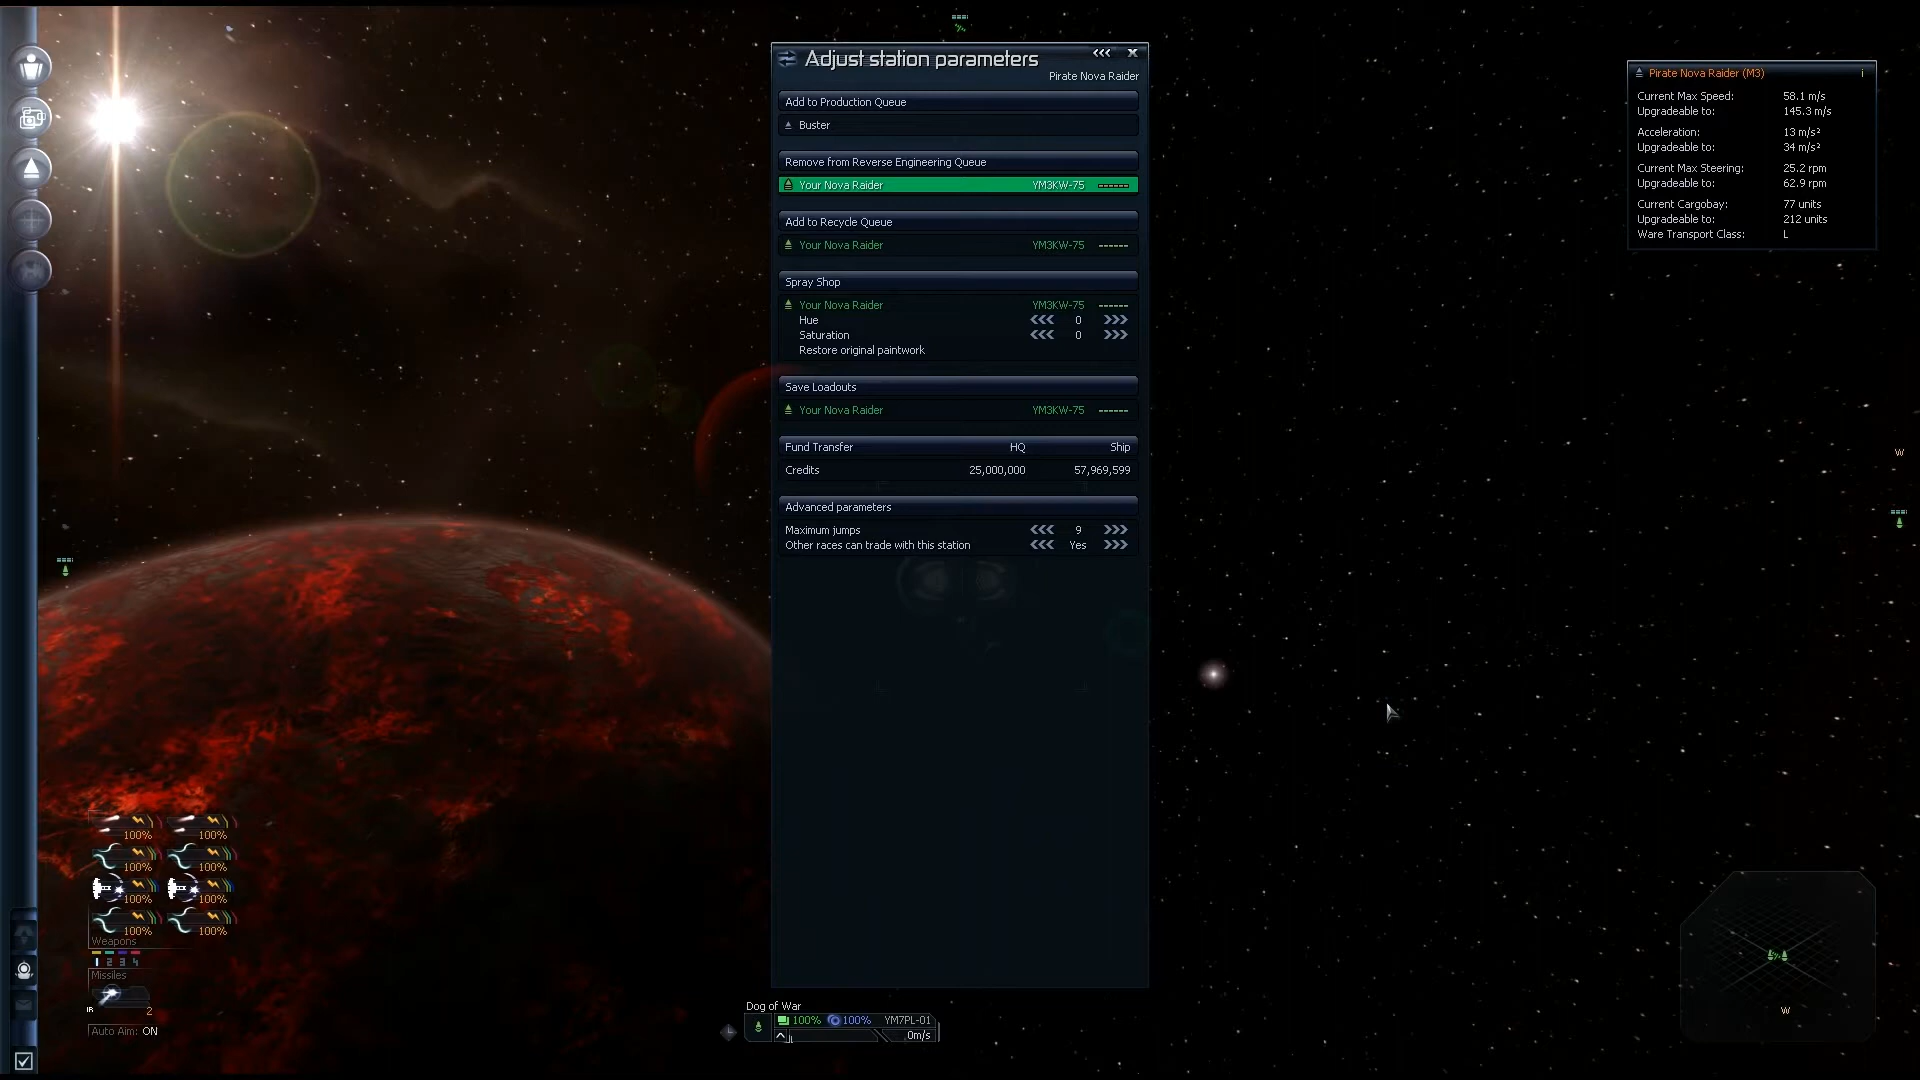 Adjust station parameters
Pirate Nova Raider
Add to Production Queue
Buster
Remove from Reverse Engineering Queue
Your Nova Raider YM3KW-75 ------
Add to Recycle Queue
Your Nova Raider YM3KW-75 ------
Spray Shop
Your Nova Raider YM3KW-75 ------
Hue 0
Saturation 0
Restore original paintwork
Save Loadouts
Your Nova Raider YM3KW-75 ------
Fund Transfer HQ Ship
Credits 25,000,000 57,969,599
Advanced parameters
Maximum jumps 9
Other races can trade with this station Yes
Pirate Nova Raider (M3) i
Current Max Speed: 58.1 m/s
Upgradeable to: 145.3 m/s
Acceleration: 13 m/s²
Upgradeable to: 34 m/s²
Current Max Steering: 25.2 rpm
Upgradeable to: 62.9 rpm
Current Cargobay: 77 units
Upgradeable to: 212 units
Ware Transport Class: L
W
100% 100%
100% 100%
100% 100%
100% 100%
Weapons
1 2 3 4
Missiles
IR 2
Auto Aim: ON
Dog of War
100% 100% YM7PL-01
0m/s
W